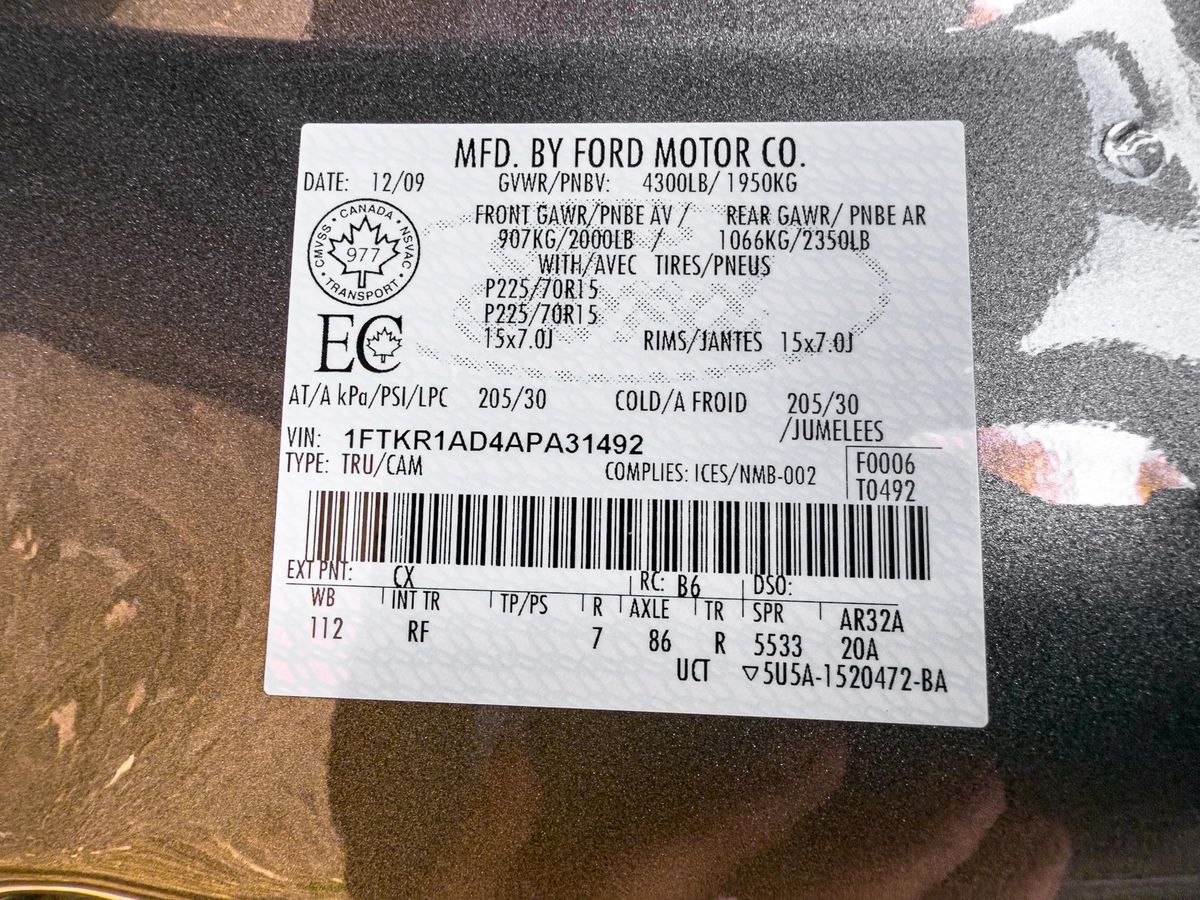 MFD. BY FORD MOTOR CO.
DATE: 12/09 GVWR/PNBV: 4300LB/ 1950KG
FRONT GAWR/PNBE AV / REAR GAWR/ PNBE AR
907KG/2000LB / 1066KG/2350LB
WITH/AVEC TIRES/PNEUS
P225/70R15
P225/70R15
15x7.0J RIMS/JANTES 15x7.0J
CANADA
CMVSS • NSVAC
977
TRANSPORT
EC
AT/A kPa/PSI/LPC 205/30 COLD/A FROID 205/30
/JUMELEES
VIN: 1FTKR1AD4APA31492
TYPE: TRU/CAM COMPLIES: ICES/NMB-002
F0006
T0492
EXT PNT: CX RC: B6 DSO:
WB INT TR TP/PS R AXLE TR SPR AR32A
112 RF 7 86 R 5533 20A
UCT ▽5U5A-1520472-BA